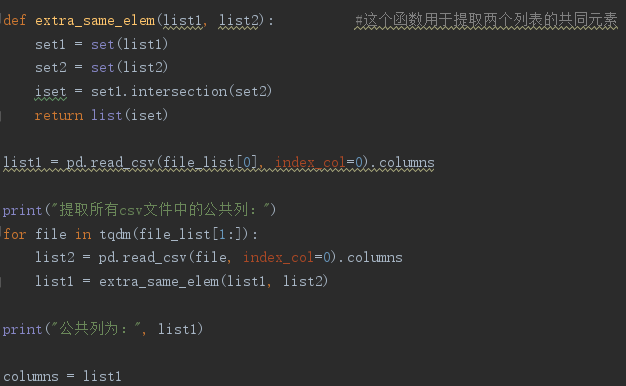 def extra_same_elem(list1, list2):          #这个函数用于提取两个列表的共同元素
    set1 = set(list1)
    set2 = set(list2)
    iset = set1.intersection(set2)
    return list(iset)
list1 = pd.read_csv(file_list[0], index_col=0).columns
print("提取所有csv文件中的公共列：")
for file in tqdm(file_list[1:]):
    list2 = pd.read_csv(file, index_col=0).columns
    list1 = extra_same_elem(list1, list2)
print("公共列为：", list1)
columns = list1